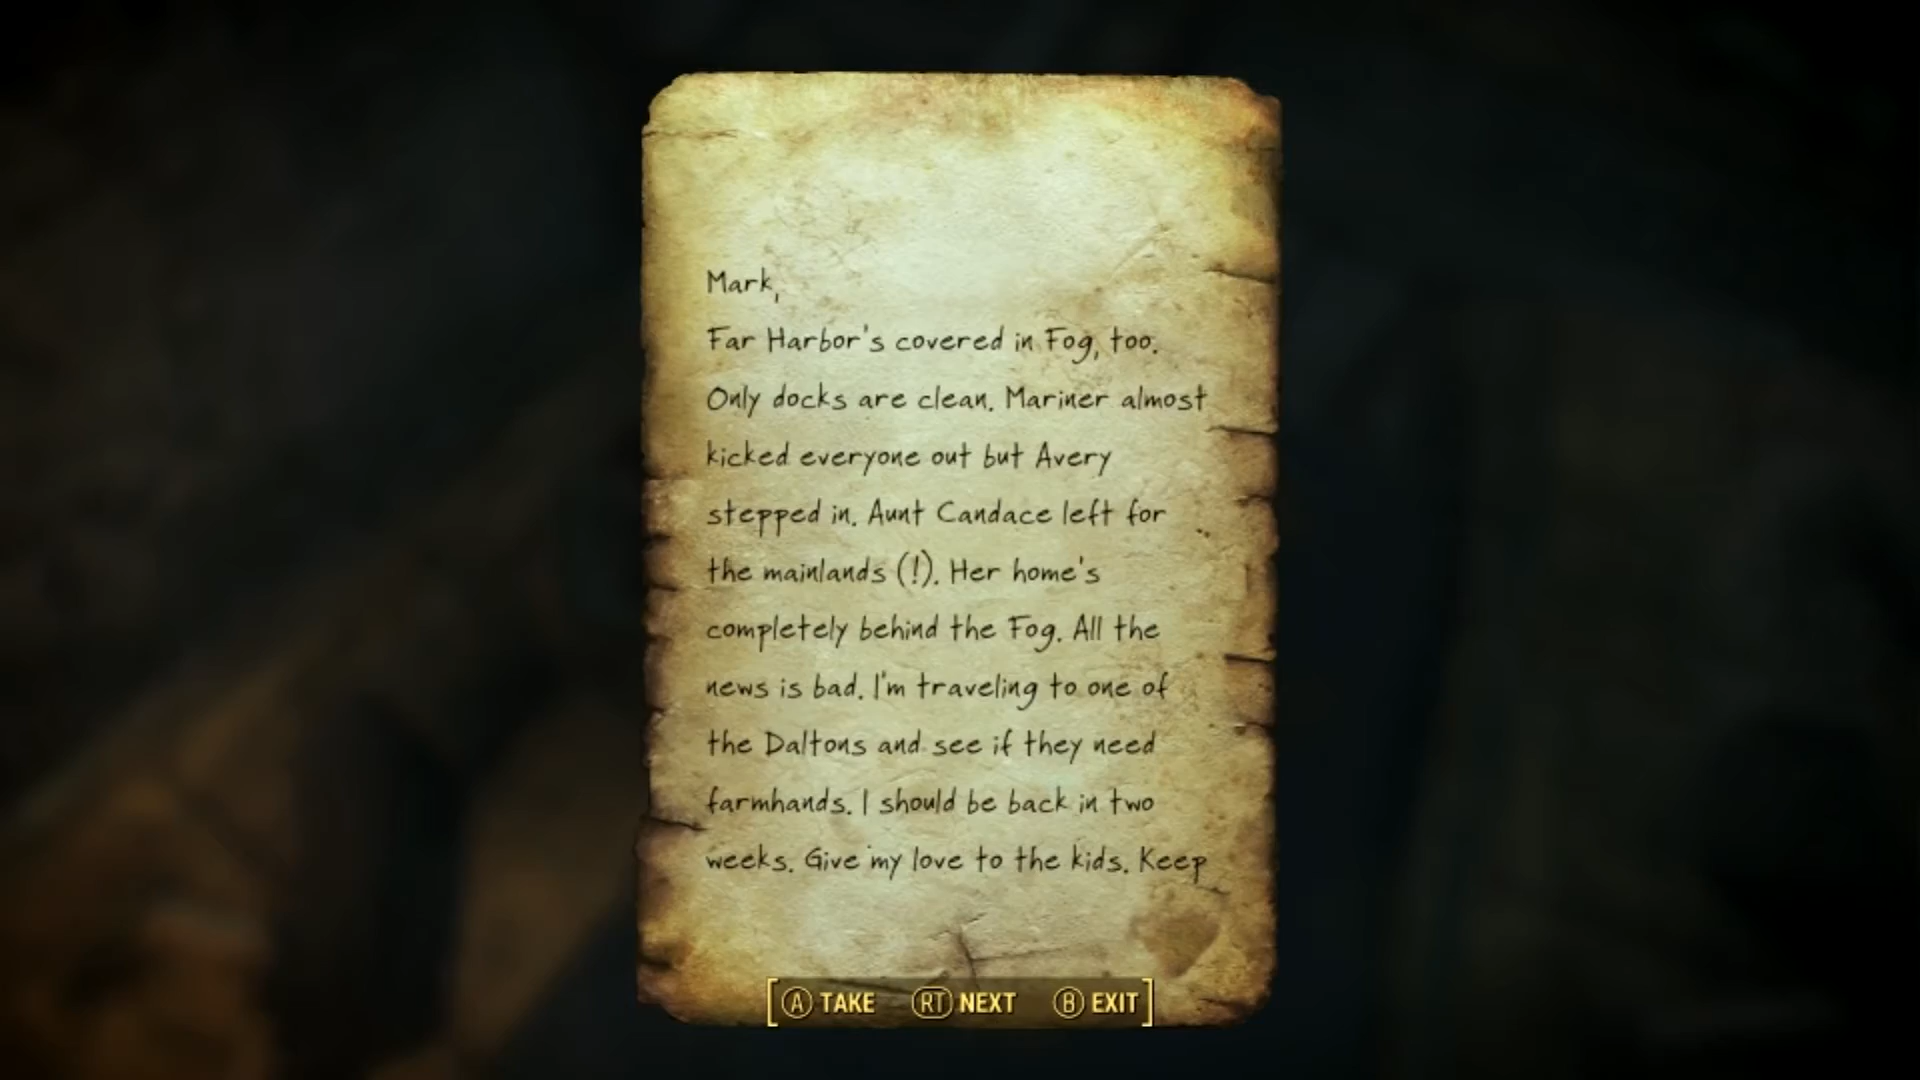 Mark,
Far Harbor's covered in Fog, too.
Only docks are clean. Mariner almost
kicked everyone out but Avery
stepped in. Aunt Candace left for
the mainlands (!). Her home's
completely behind the Fog. All the
news is bad. I'm traveling to one of
the Daltons and see if they need
farmhands. I should be back in two
weeks. Give my love to the kids. Keep
[A) TAKE RT) NEXT B) EXIT]